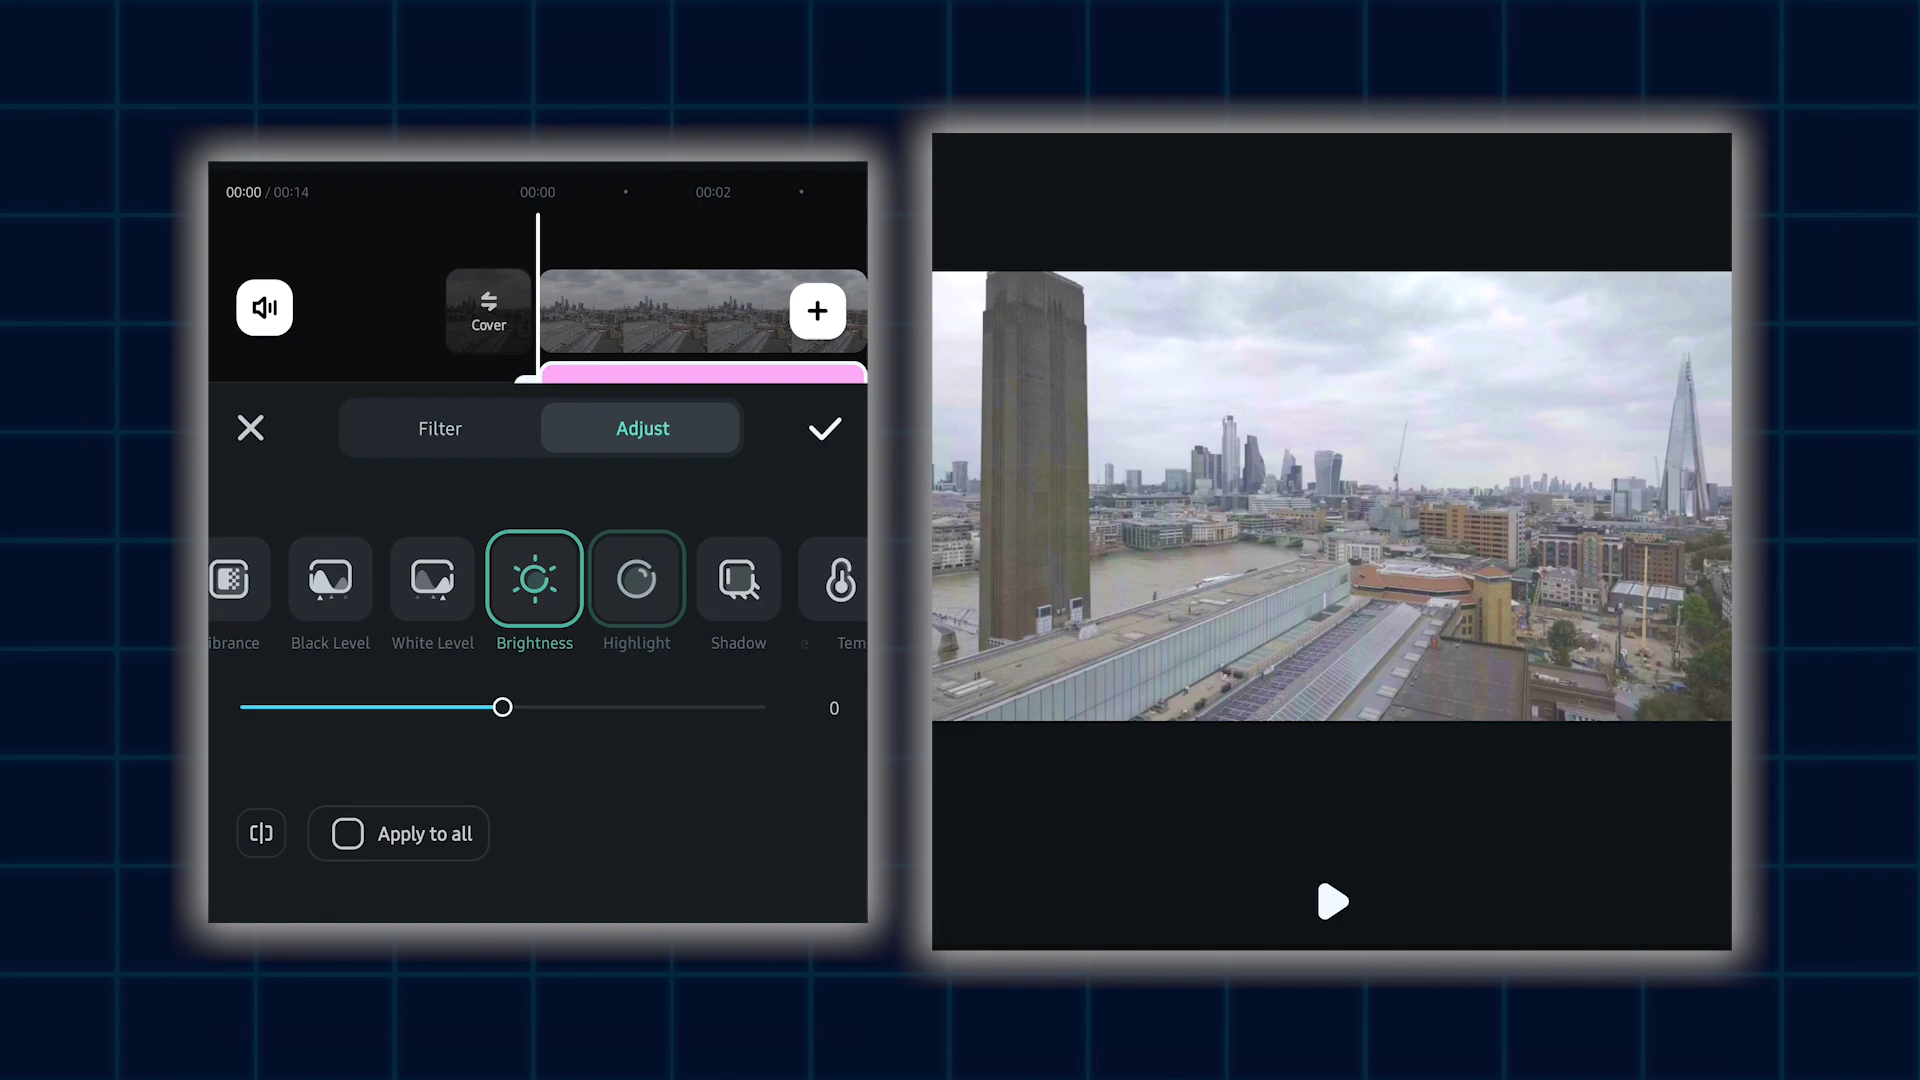 00:00 / 00:14
00:00
00:02
Cover
Filter
Adjust
ibrance
Black Level
White Level
Brightness
Highlight
Shadow
e
Tem
0
Apply to all